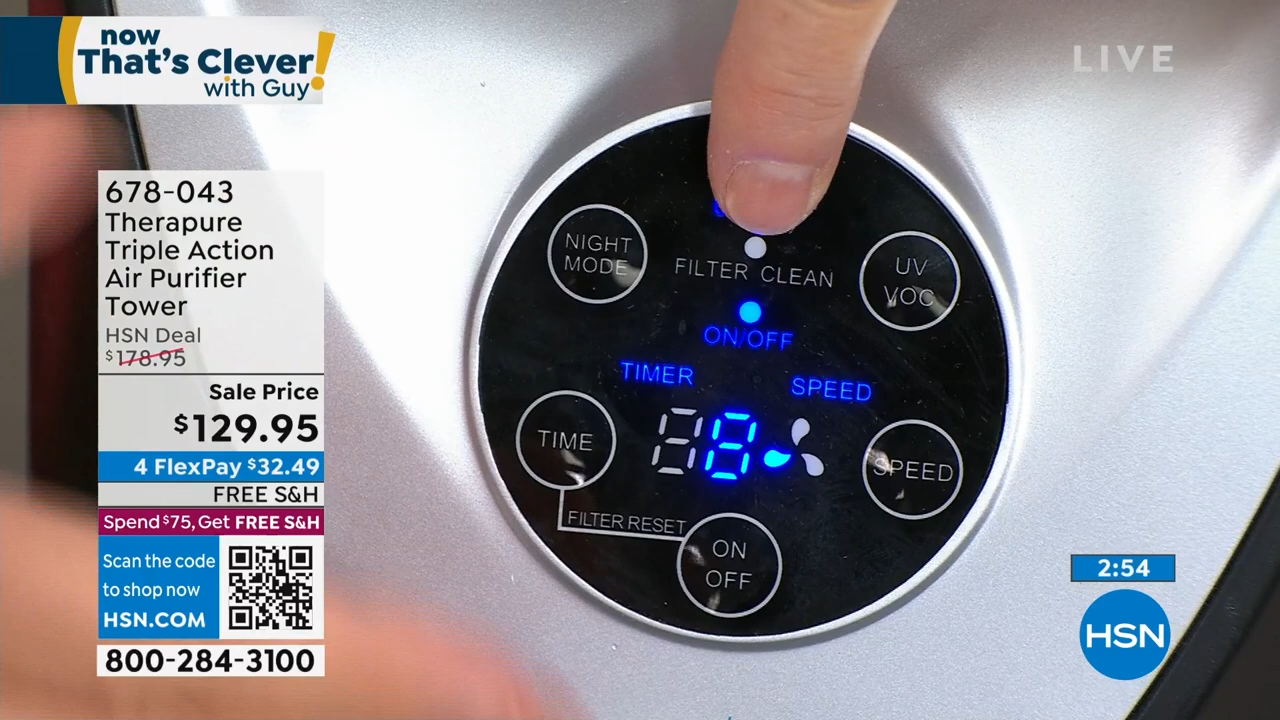 now
That's Clever!
with Guy
LIVE
678-043
Therapure
Triple Action
Air Purifier
Tower
HSN Deal
$178.95
Sale Price
$129.95
4 FlexPay $32.49
FREE S&H
Spend $75, Get FREE S&H
Scan the code
to shop now
HSN.COM
800-284-3100
NIGHT
MODE
FILTER CLEAN
UV
VOC
ON/OFF
TIMER
SPEED
TIME
8
SPEED
FILTER RESET
ON
OFF
2:54
HSN